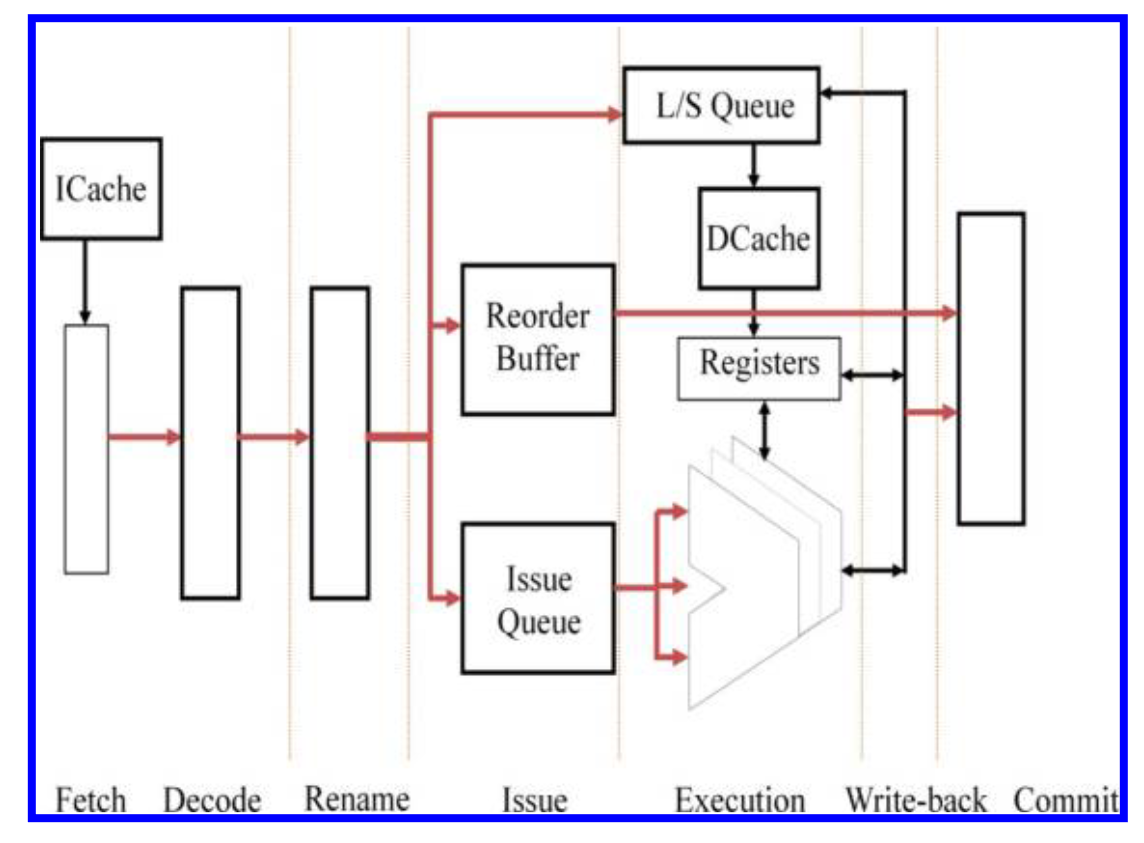 L/S Queue
ICache
DCache
Reorder
Buffer
Registers
Issue
Queue
Fetch Decode Rename Issue Execution Write-back Commit